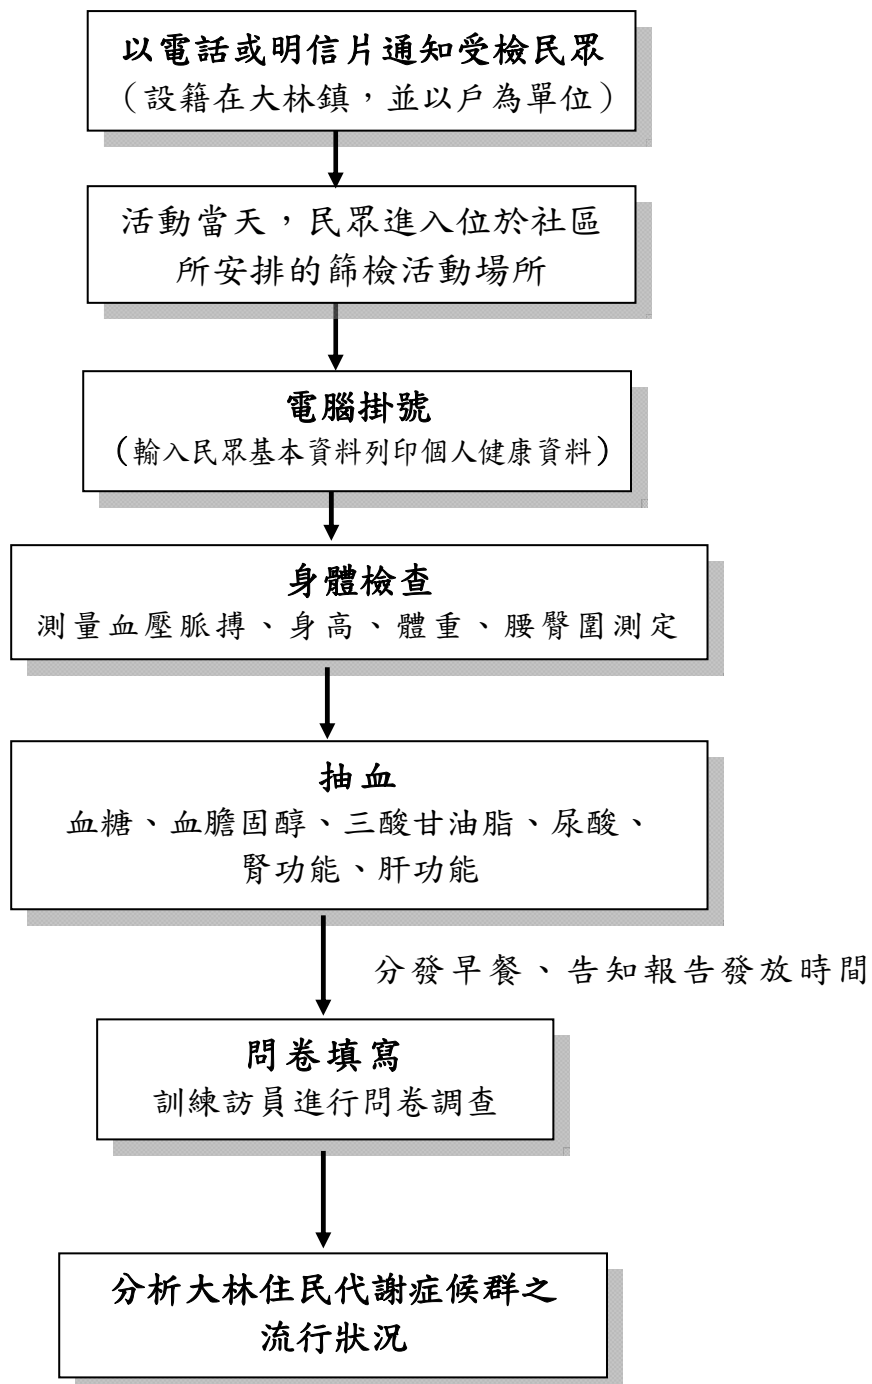 以電話或明信片通知受檢民眾
（設籍在大林鎮，並以戶為單位）
活動當天，民眾進入位於社區
所安排的篩檢活動場所
電腦掛號
（輸入民眾基本資料列印個人健康資料）
身體檢查
測量血壓脈搏、身高、體重、腰臀圍測定
抽血
血糖、血膽固醇、三酸甘油脂、尿酸、
腎功能、肝功能
分發早餐、告知報告發放時間
問卷填寫
訓練訪員進行問卷調查
分析大林住民代謝症候群之
流行狀況